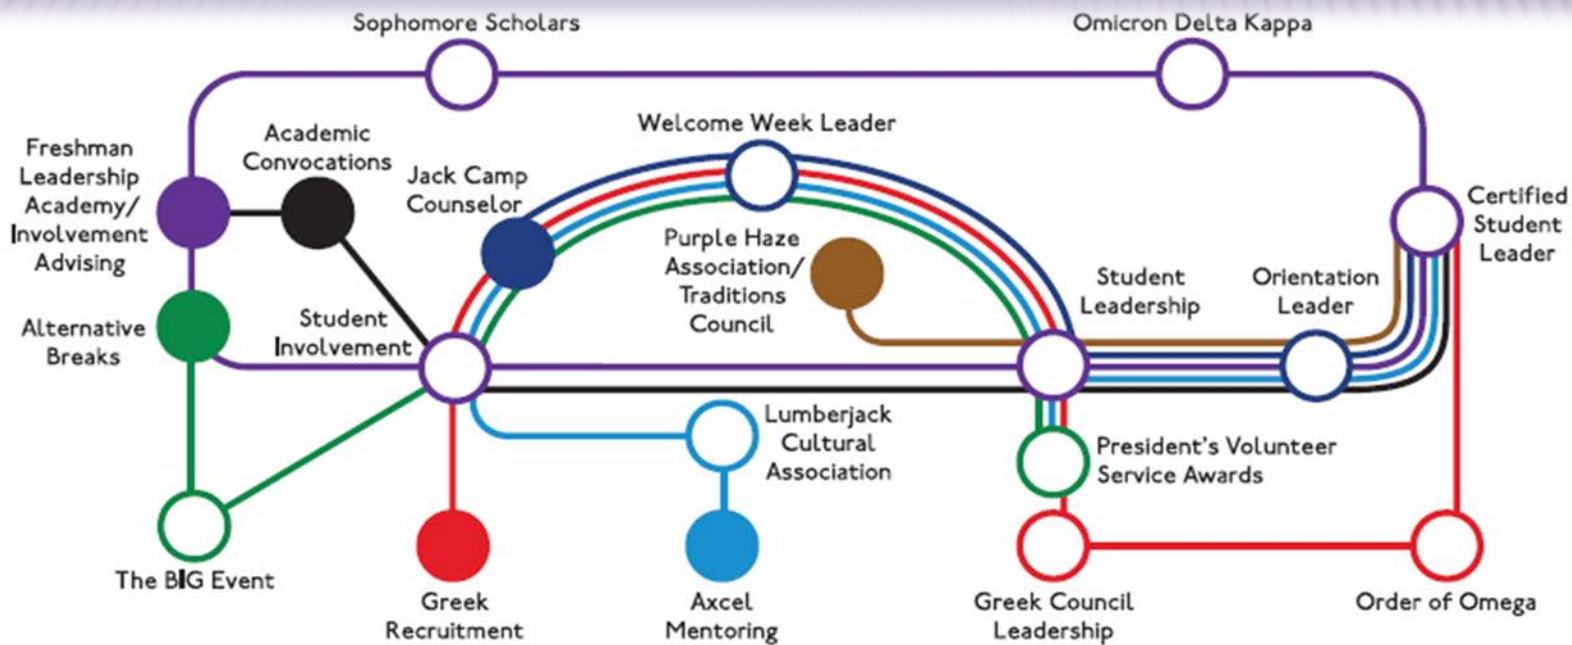 Sophomore Scholars
Omicron Delta Kappa
Welcome Week Leader
Academic
Convocations
Freshman
Leadership
Academy/
Involvement
Advising
Jack Camp
Counselor
Certified
Student
Leader
Purple Haze
Association/
Traditions
Council
Student
Leadership
Orientation
Leader
Alternative
Breaks
Student
Involvement
Lumberjack
Cultural
Association
President's Volunteer
Service Awards
The BIG Event
Greek
Recruitment
Axcel
Mentoring
Greek Council
Leadership
Order of Omega